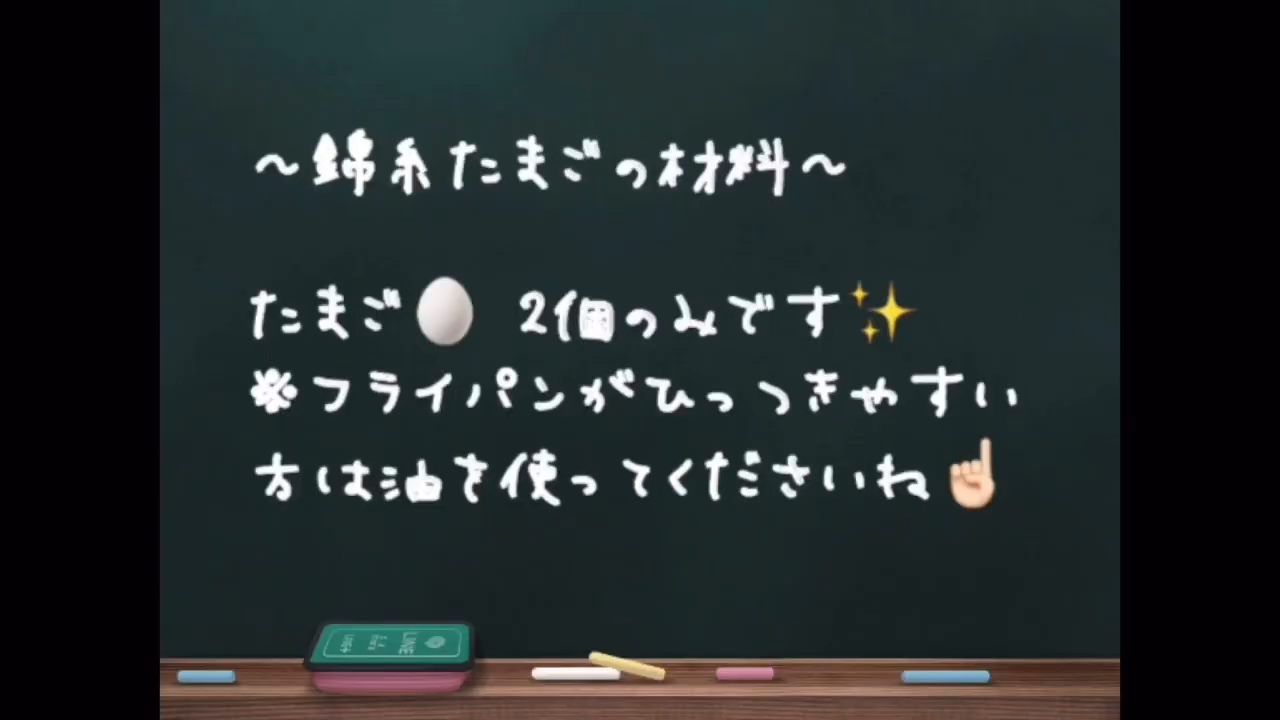 〜錦糸たまごの材料〜
たまご🥚 2個のみです✨
※フライパンがひっつきやすい
方は油を使ってくださいね☝🏻
LINE